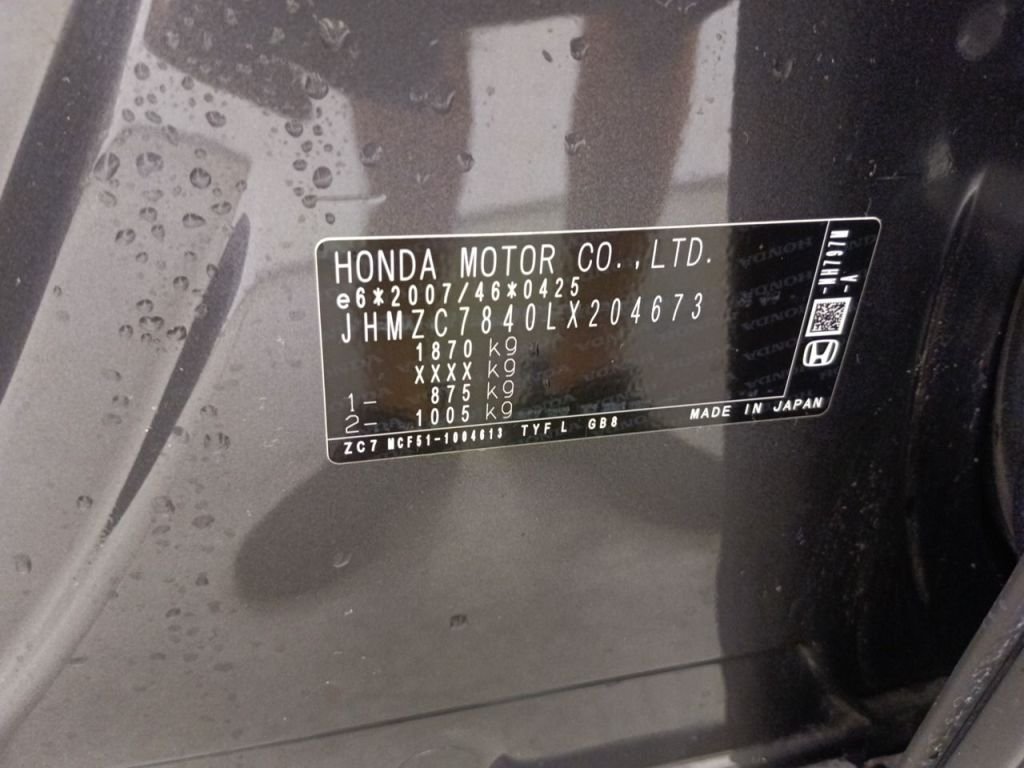 HONDA MOTOR CO.,LTD.
e6*2007/46*0425
JHMZC7840LX204673
1870 kg
XXXX kg
1- 875 kg
2- 1005 kg
ZC7 MCF51-1004613 TYF L GB8
MADE IN JAPAN